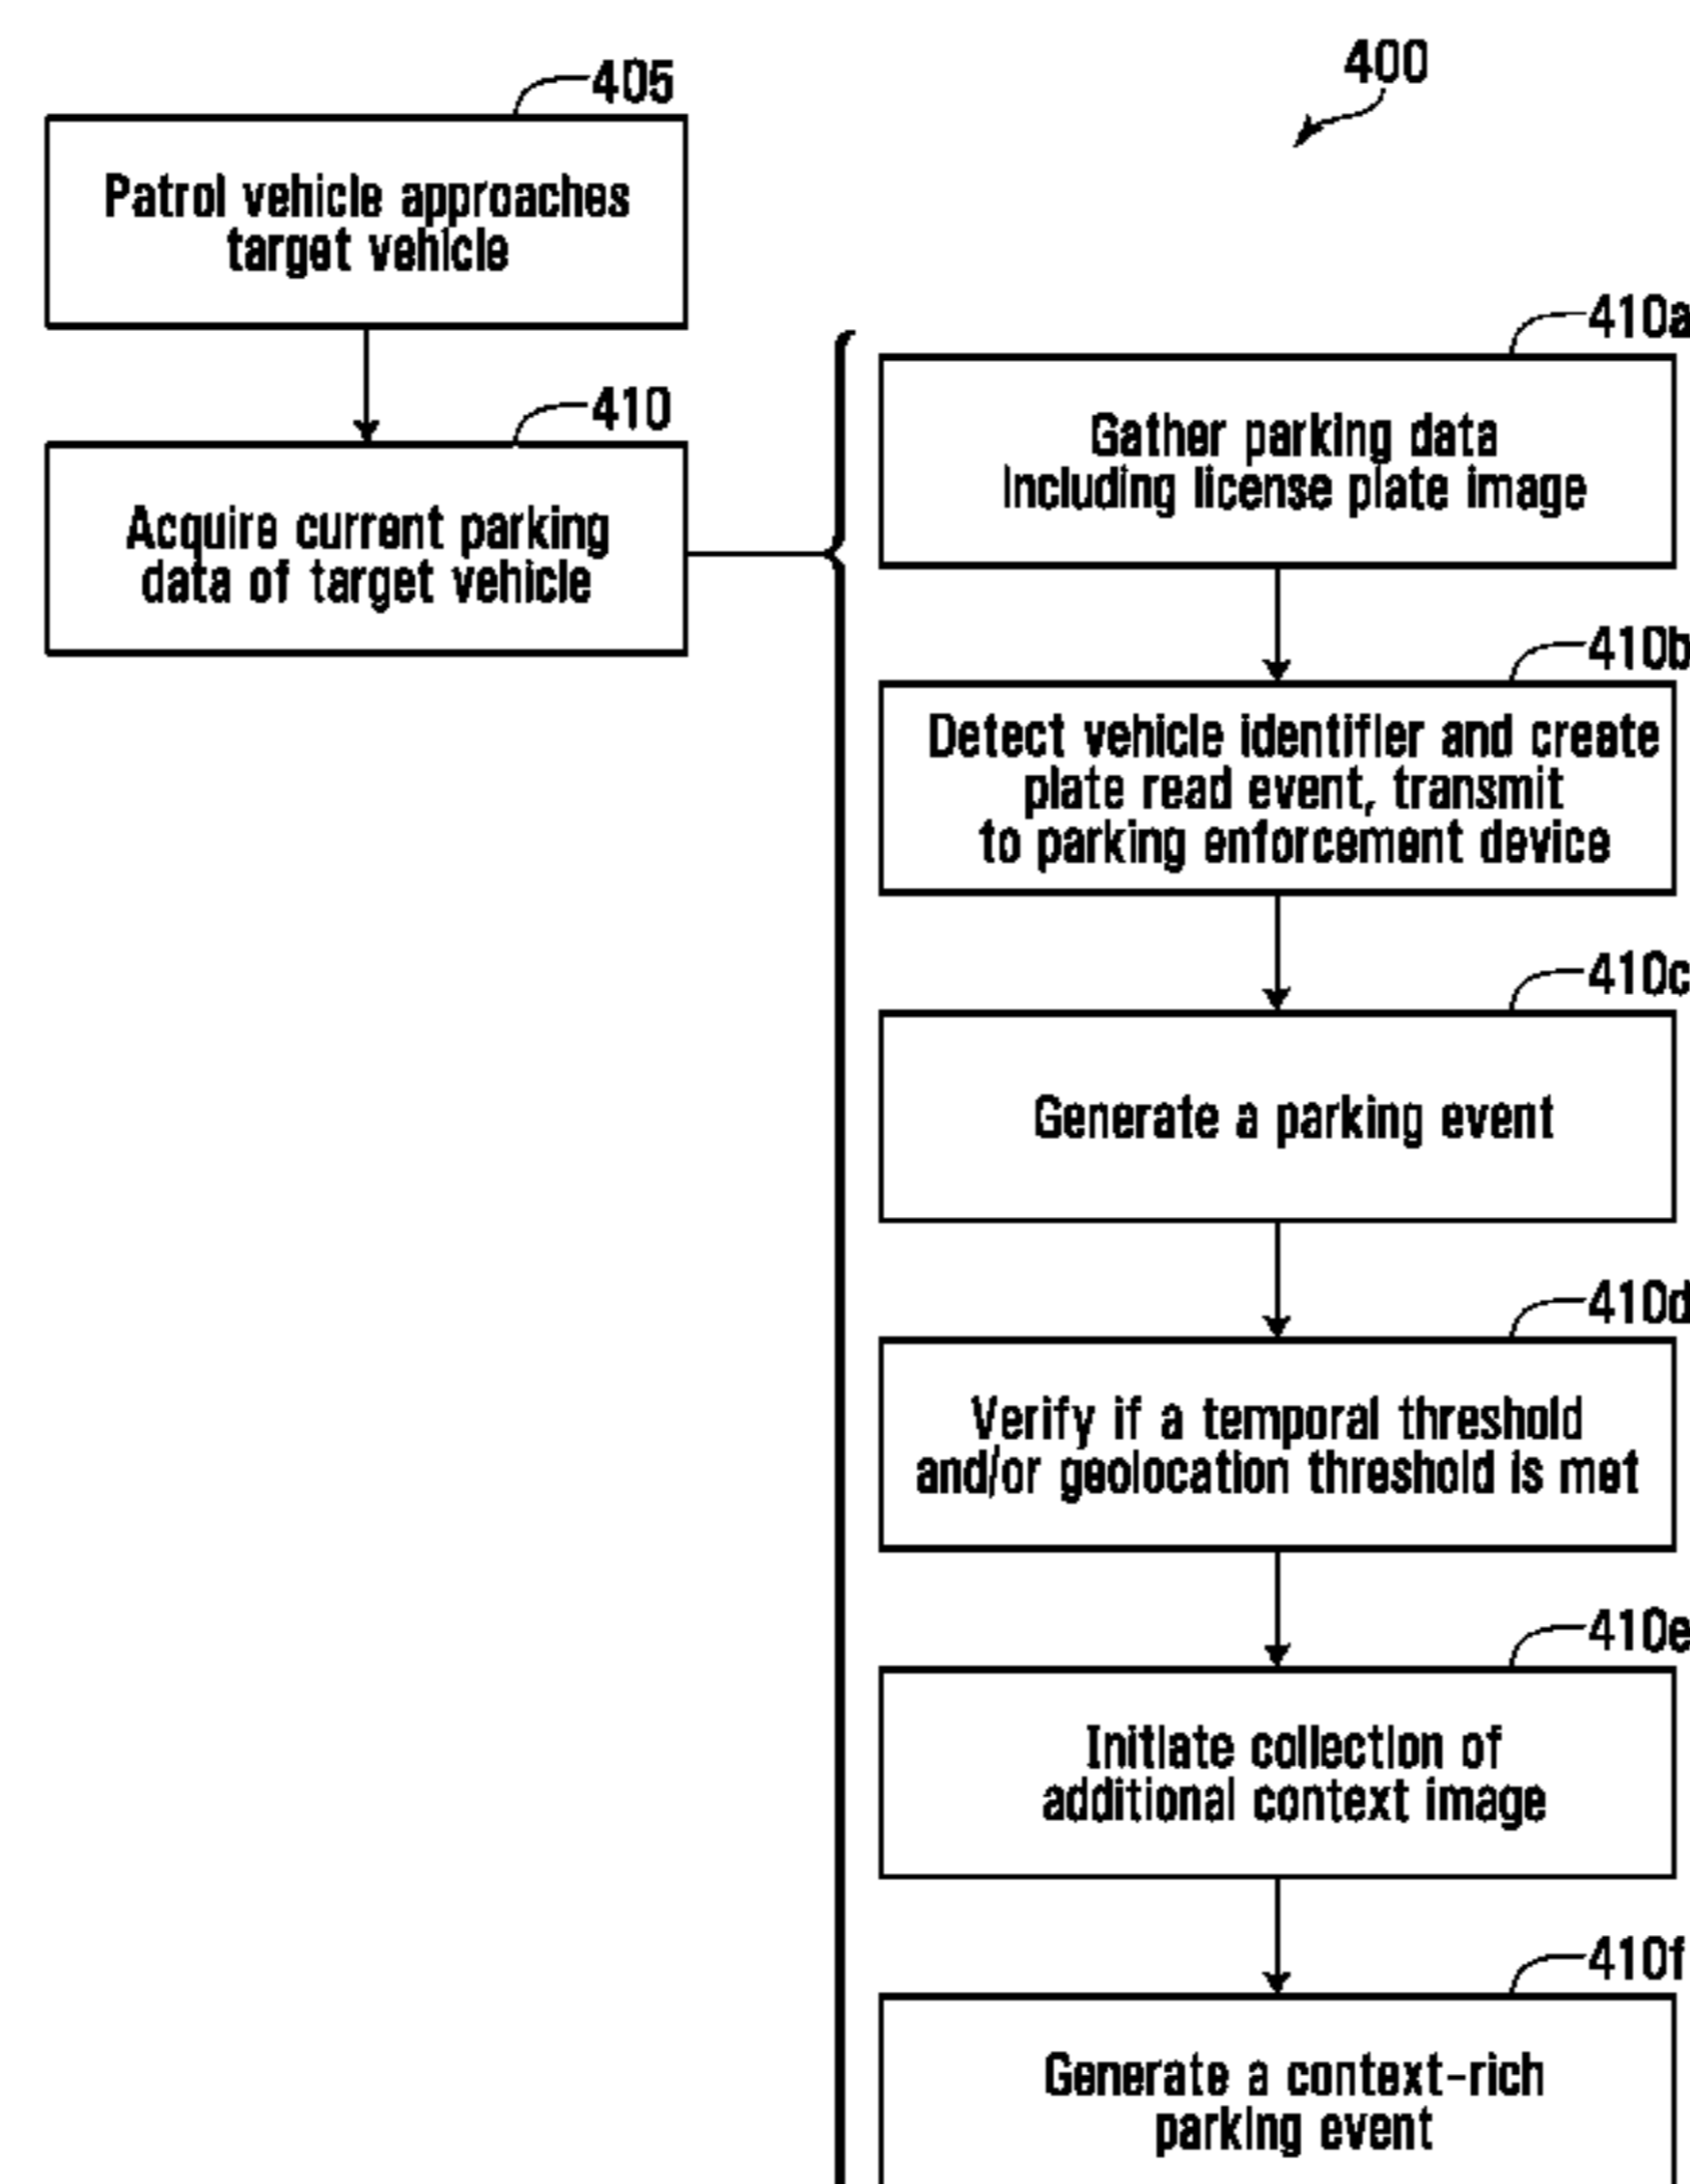 400
405
Patrol vehicle approaches
target vehicle
410
Acquire current parking
data of target vehicle
410a
Gather parking data
including license plate image
410b
Detect vehicle identifier and create
plate read event, transmit
to parking enforcement device
410c
Generate a parking event
410d
Verify if a temporal threshold
and/or geolocation threshold is met
410e
Initiate collection of
additional context image
410f
Generate a context-rich
parking event